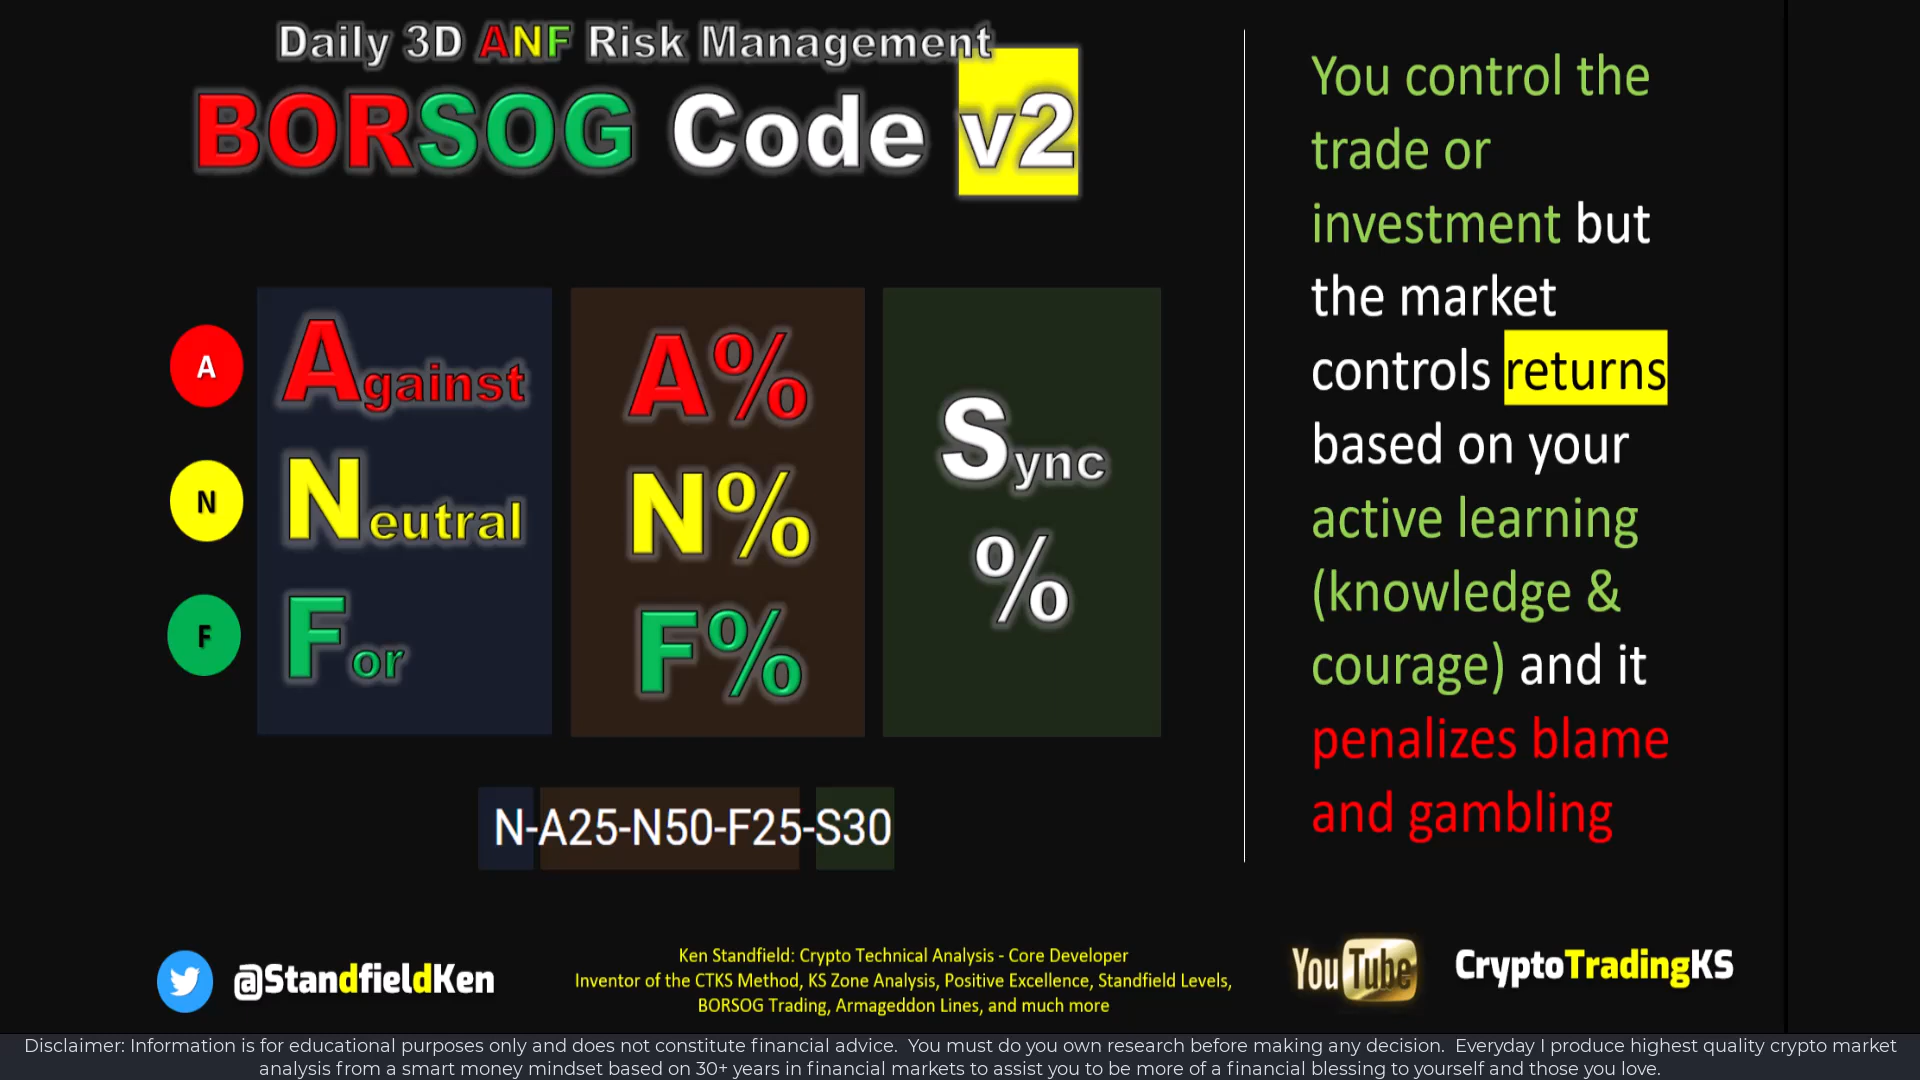 Daily 3D ANF Risk Management
BORSOG Code v2
A
Against
N
Neutral
F
For
A%
N%
F%
Sync
%
N-A25-N50-F25-S30
You control the
trade or
investment but
the market
controls returns
based on your
active learning
(knowledge &
courage) and it
penalizes blame
and gambling
@StandfieldKen
Ken Standfield: Crypto Technical Analysis - Core Developer
Inventor of the CTKS Method, KS Zone Analysis, Positive Excellence, Standfield Levels,
BORSOG Trading, Armageddon Lines, and much more
YouTube
CryptoTradingKS
Disclaimer: Information is for educational purposes only and does not constitute financial advice. You must do you own research before making any decision. Everyday I produce highest quality crypto market
analysis from a smart money mindset based on 30+ years in financial markets to assist you to be more of a financial blessing to yourself and those you love.